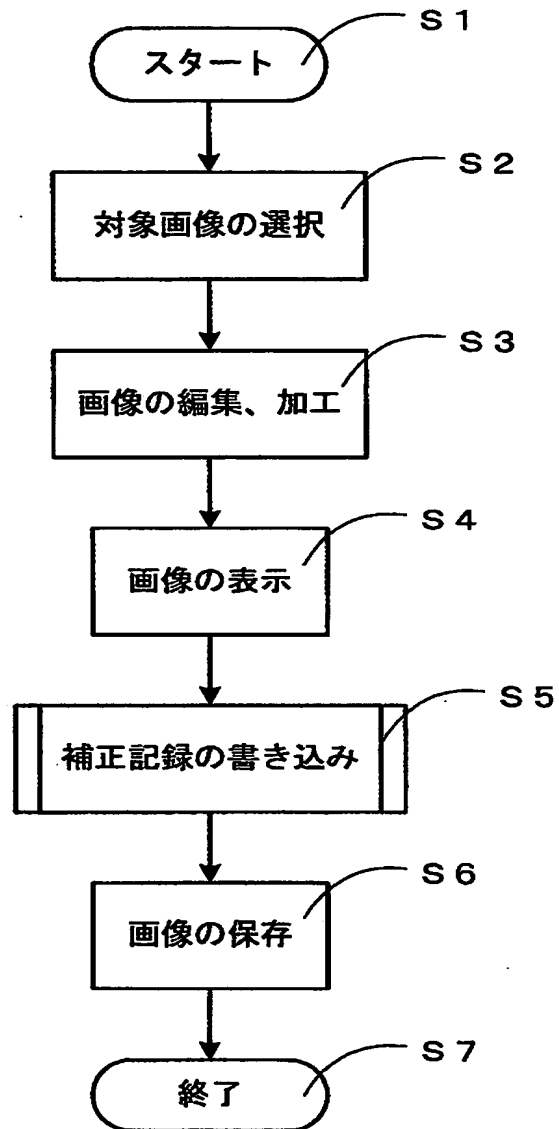 S1
スタート
S2
対象画像の選択
S3
画像の編集、加工
S4
画像の表示
S5
補正記録の書き込み
S6
画像の保存
S7
終了